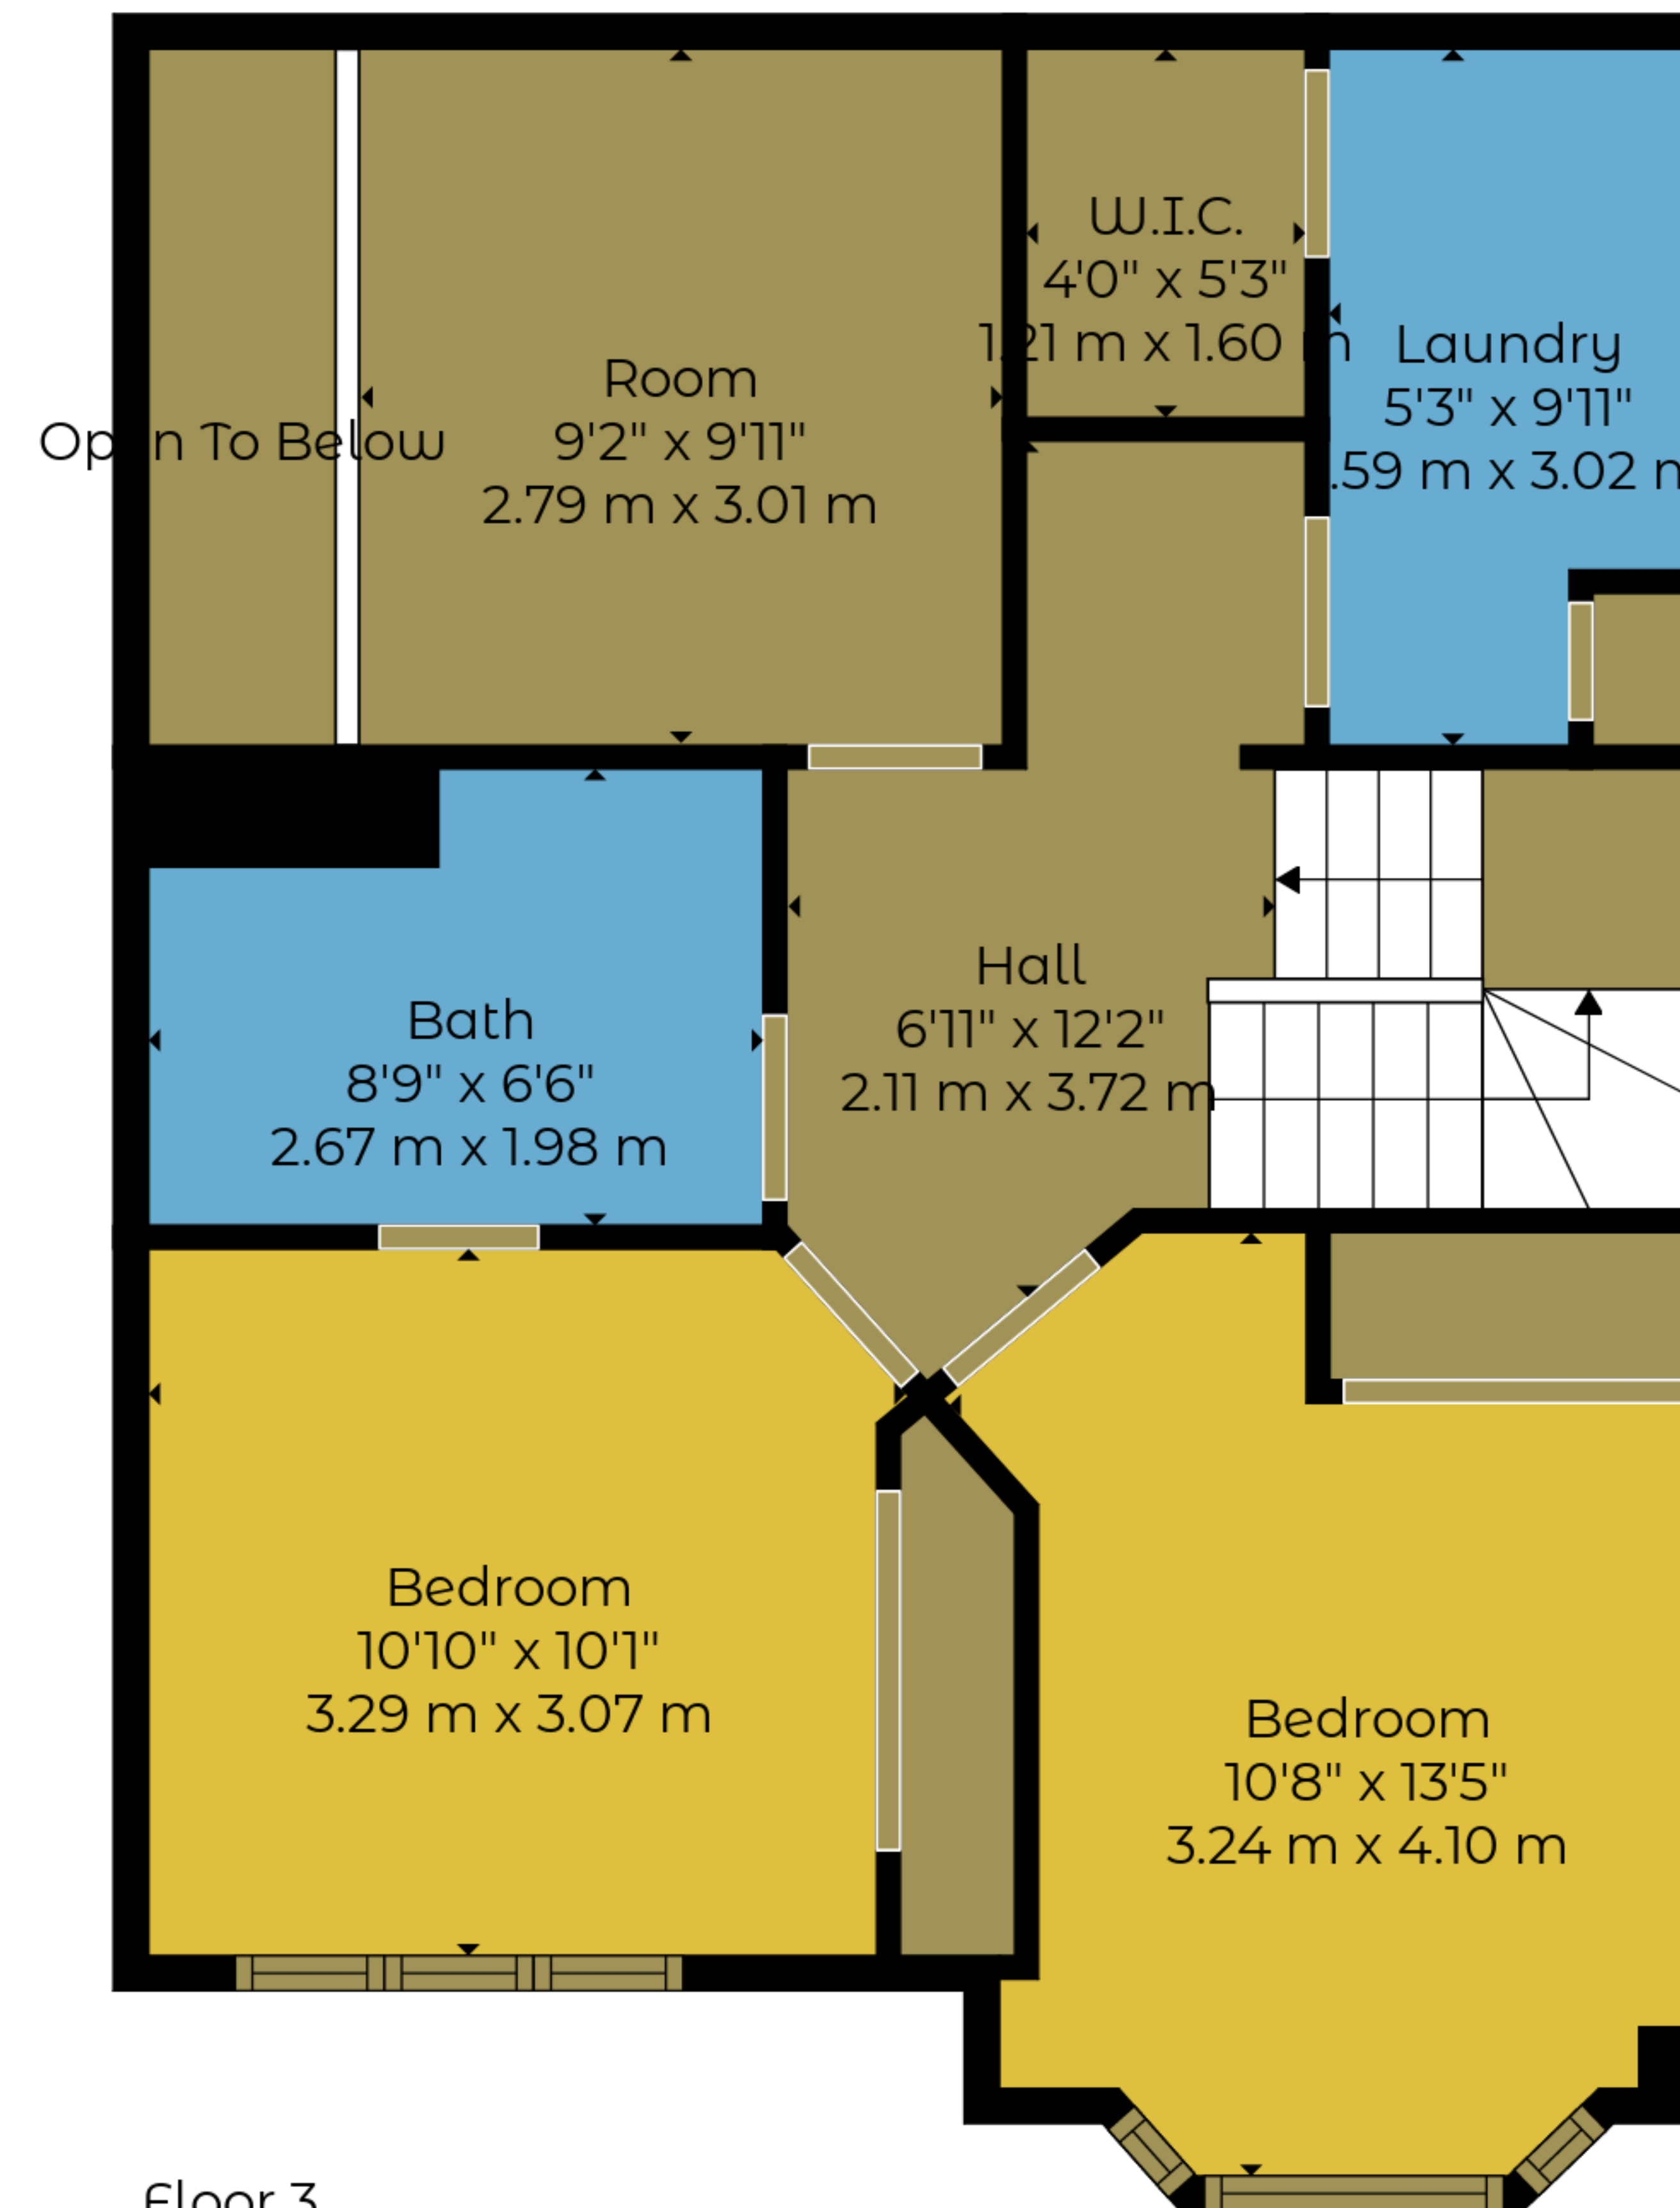 W.I.C.
4'0" x 5'3"
1.21 m x 1.60 m
Laundry
5'3" x 9'11"
.59 m x 3.02 m
Room
9'2" x 9'11"
2.79 m x 3.01 m
Open To Below
Hall
6'11" x 12'2"
2.11 m x 3.72 m
Bath
8'9" x 6'6"
2.67 m x 1.98 m
Bedroom
10'10" x 10'1"
3.29 m x 3.07 m
Bedroom
10'8" x 13'5"
3.24 m x 4.10 m
Floor 3